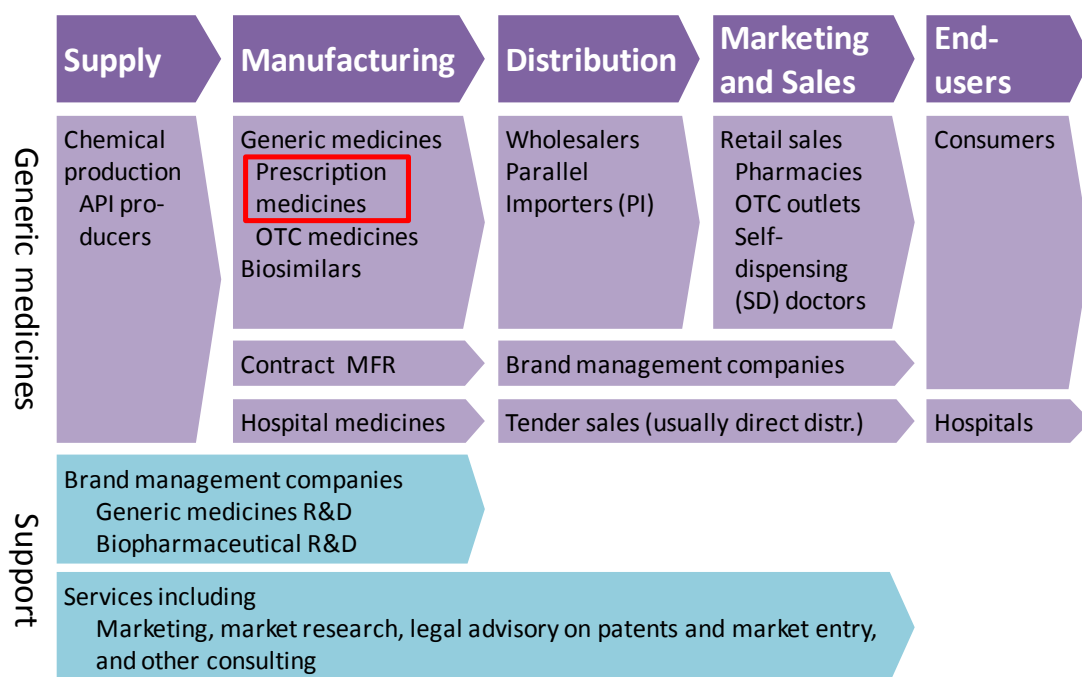 Supply
Manufacturing
Distribution
Marketing
and Sales
End-
users
Generic medicines
Chemical
production
API pro-
ducers
Generic medicines
Prescription
medicines
OTC medicines
Biosimilars
Wholesalers
Parallel
Importers (PI)
Retail sales
Pharmacies
OTC outlets
Self-
dispensing
(SD) doctors
Consumers
Contract MFR
Brand management companies
Hospital medicines
Tender sales (usually direct distr.)
Hospitals
Support
Brand management companies
Generic medicines R&D
Biopharmaceutical R&D
Services including
Marketing, market research, legal advisory on patents and market entry,
and other consulting